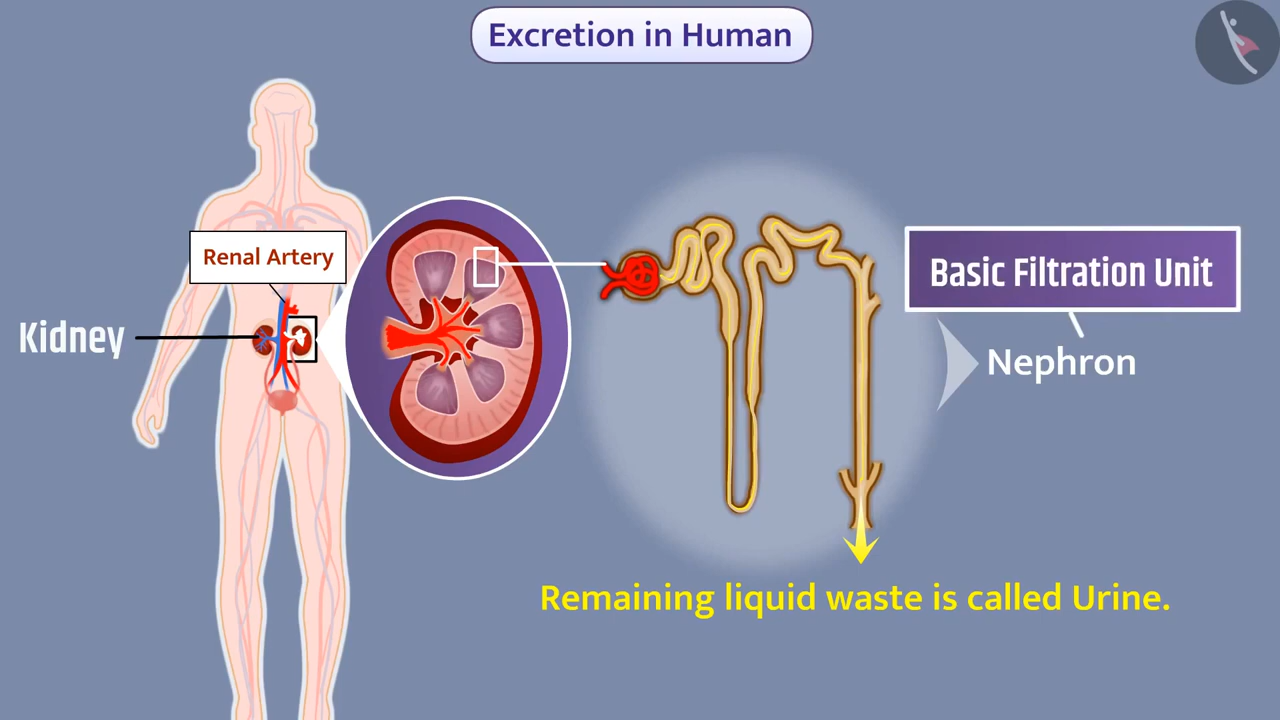 Excretion in Human
Renal Artery
Kidney
Basic Filtration Unit
Nephron
Remaining liquid waste is called Urine.